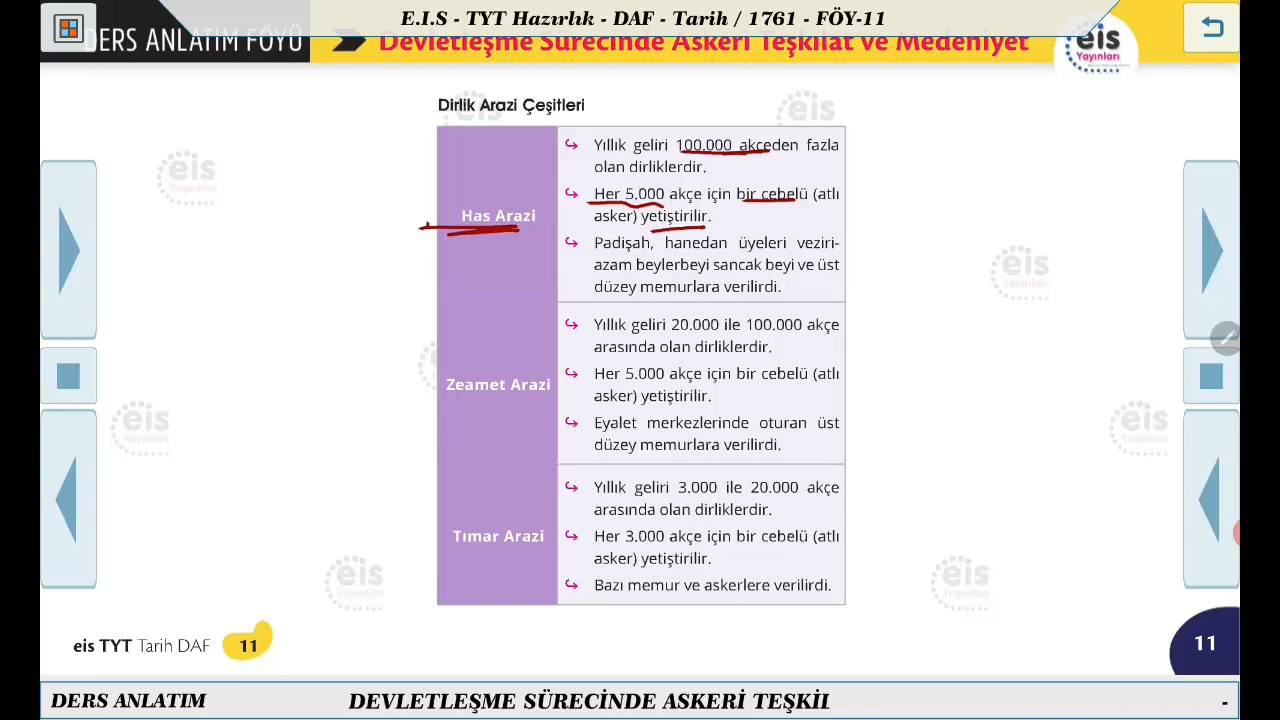 E.I.S - TYT Hazırlık - DAF - Tarih / 1761 - FÖY-11
DERS ANLATIM FÖYÜ
Devletleşme Sürecinde Askeri Teşkilat ve Medeniyet
eis
Yayınları
Dirlik Arazi Çeşitleri
Has Arazi
Yıllık geliri 100.000 akçeden fazla
olan dirliklerdir.
Her 5.000 akçe için bir cebelü (atlı
asker) yetiştirilir.
Padişah, hanedan üyeleri veziri-
azam beylerbeyi sancak beyi ve üst
düzey memurlara verilirdi.
Zeamet Arazi
Yıllık geliri 20.000 ile 100.000 akçe
arasında olan dirliklerdir.
Her 5.000 akçe için bir cebelü (atlı
asker) yetiştirilir.
Eyalet merkezlerinde oturan üst
düzey memurlara verilirdi.
Tımar Arazi
Yıllık geliri 3.000 ile 20.000 akçe
arasında olan dirliklerdir.
Her 3.000 akçe için bir cebelü (atlı
asker) yetiştirilir.
Bazı memur ve askerlere verilirdi.
eis TYT Tarih DAF 11
11
DERS ANLATIM DEVLETLEŞME SÜRECİNDE ASKERİ TEŞKİL -